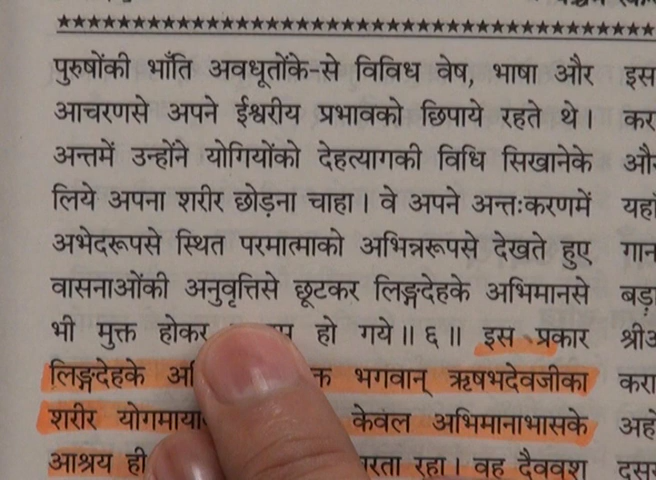 पुरुषोंकी भाँति अवधूतोंके-से विविध वेष, भाषा और
आचरणसे अपने ईश्वरीय प्रभावको छिपाये रहते थे।
अन्तमें उन्होंने योगियोंको देहत्यागकी विधि सिखानेके
लिये अपना शरीर छोड़ना चाहा। वे अपने अन्तःकरणमें
अभेदरूपसे स्थित परमात्माको अभिन्नरूपसे देखते हुए
वासनाओंकी अनुवृत्तिसे छूटकर लिङ्गदेहके अभिमानसे
भी मुक्त होकर हो गये॥ ६॥ इस प्रकार
लिङ्गदेहके भगवान् ऋषभदेवजीका
शरीर केवल अभिमानाभासके
आश्रय ही रहा। वह दैववश
इस
यहाँ
गान